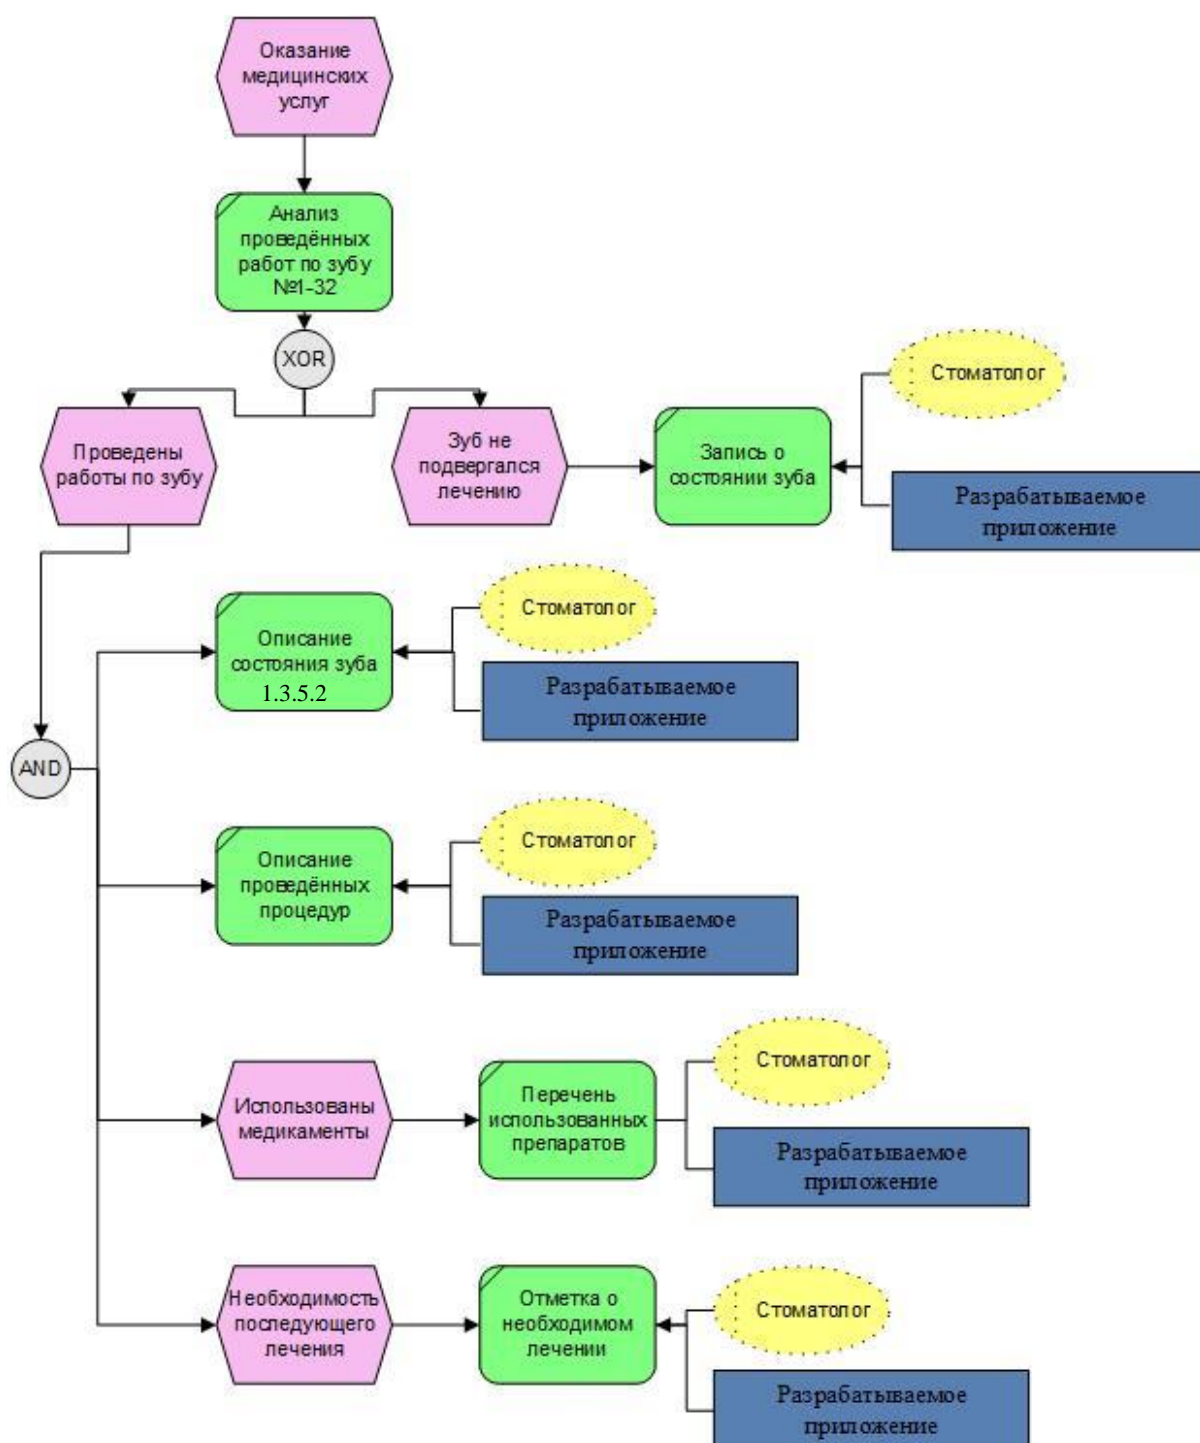 Оказание
медицинских
услуг
Анализ
проведённых
работ по зубу
№1-32
XOR
Проведены
работы по зубу
Зуб не
подвергался
лечению
Запись о
состоянии зуба
Стоматолог
Разрабатываемое
приложение
Описание
состояния зуба
1.3.5.2
Стоматолог
Разрабатываемое
приложение
AND
Описание
проведённых
процедур
Стоматолог
Разрабатываемое
приложение
Использованы
медикаменты
Перечень
использованных
препаратов
Стоматолог
Разрабатываемое
приложение
Необходимость
последующего
лечения
Отметка о
необходимом
лечении
Стоматолог
Разрабатываемое
приложение